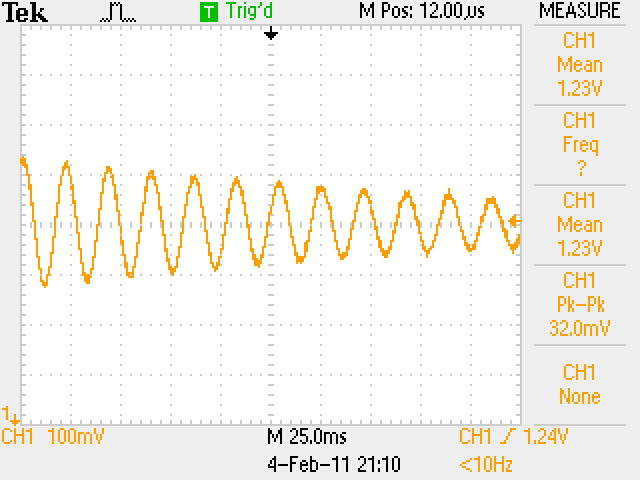 Tek T Trig'd M Pos: 12.00µs MEASURE
CH1
Mean
1.23V
CH1
Freq
?
CH1
Mean
1.23V
CH1
Pk-Pk
32.0mV
CH1
None
1
CH1 100mV M 25.0ms CH1 / 1.24V
4-Feb-11 21:10 <10Hz